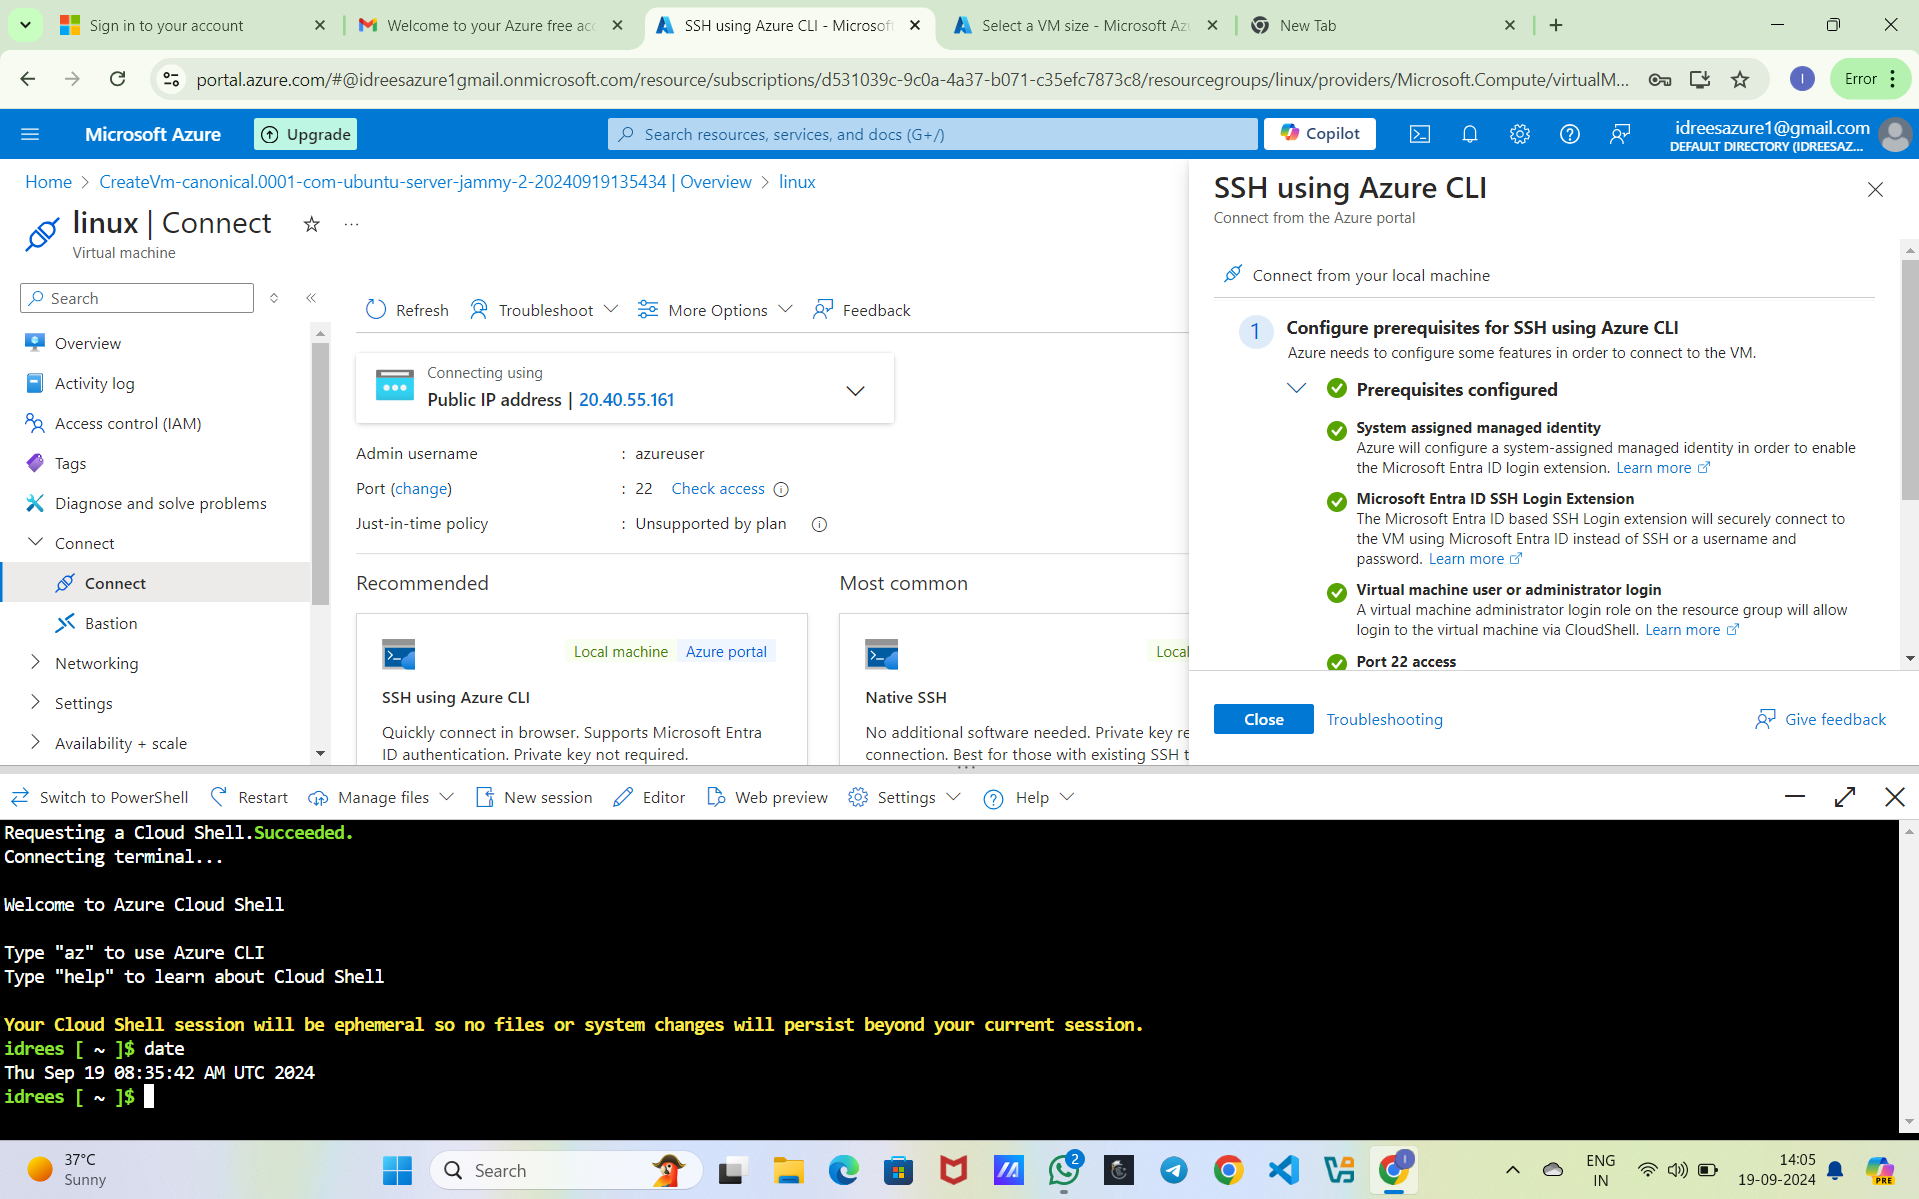 Sign in to your account
Welcome to your Azure free acc
SSH using Azure CLI - Microsoft
Select a VM size - Microsoft Az
New Tab
portal.azure.com/#@idreesazure1gmail.onmicrosoft.com/resource/subscriptions/d531039c-9c0a-4a37-b071-c35efc7873c8/resourcegroups/linux/providers/Microsoft.Compute/virtualM...
I
Error
Microsoft Azure
Upgrade
Search resources, services, and docs (G+/)
Copilot
idreesazure1@gmail.com
DEFAULT DIRECTORY (IDREESAZ...
Home > CreateVm-canonical.0001-com-ubuntu-server-jammy-2-20240919135434 | Overview > linux
linux | Connect
Virtual machine
Search
Overview
Activity log
Access control (IAM)
Tags
Diagnose and solve problems
Connect
Connect
Bastion
Networking
Settings
Availability + scale
Refresh
Troubleshoot
More Options
Feedback
Connecting using
Public IP address | 20.40.55.161
Admin username : azureuser
Port (change) : 22 Check access
Just-in-time policy : Unsupported by plan
Recommended
Local machine Azure portal
SSH using Azure CLI
Quickly connect in browser. Supports Microsoft Entra
ID authentication. Private key not required.
Most common
Local
Native SSH
No additional software needed. Private key re
connection. Best for those with existing SSH t
SSH using Azure CLI
Connect from the Azure portal
Connect from your local machine
1
Configure prerequisites for SSH using Azure CLI
Azure needs to configure some features in order to connect to the VM.
Prerequisites configured
System assigned managed identity
Azure will configure a system-assigned managed identity in order to enable
the Microsoft Entra ID login extension. Learn more
Microsoft Entra ID SSH Login Extension
The Microsoft Entra ID based SSH Login extension will securely connect to
the VM using Microsoft Entra ID instead of SSH or a username and
password. Learn more
Virtual machine user or administrator login
A virtual machine administrator login role on the resource group will allow
login to the virtual machine via CloudShell. Learn more
Port 22 access
Close
Troubleshooting
Give feedback
Switch to PowerShell
Restart
Manage files
New session
Editor
Web preview
Settings
Help
Requesting a Cloud Shell.Succeeded.
Connecting terminal...
Welcome to Azure Cloud Shell
Type "az" to use Azure CLI
Type "help" to learn about Cloud Shell
Your Cloud Shell session will be ephemeral so no files or system changes will persist beyond your current session.
idrees [ ~ ]$ date
Thu Sep 19 08:35:42 AM UTC 2024
idrees [ ~ ]$
37°C
Sunny
Search
2
I
ENG
IN
14:05
19-09-2024
PRE